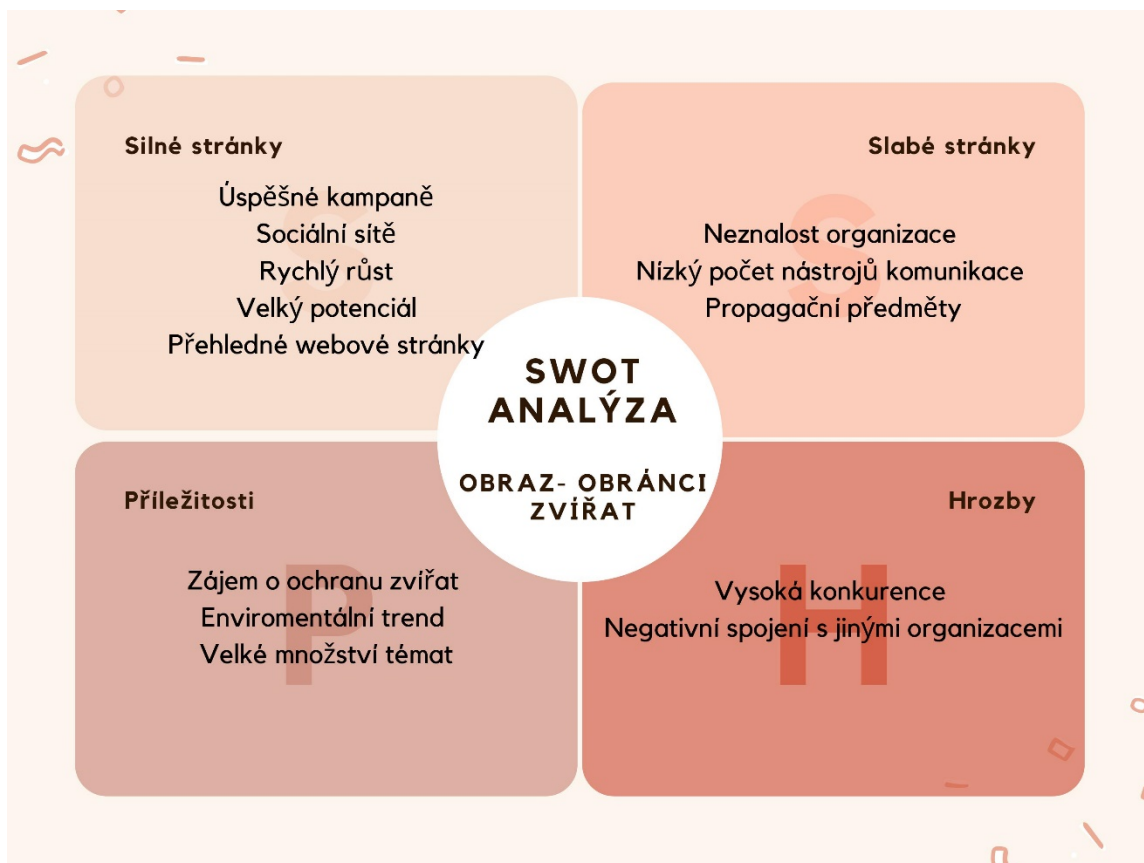 Silné stránky
Úspěšné kampaně
Sociální sítě
Rychlý růst
Velký potenciál
Přehledné webové stránky
S
Slabé stránky
Neznalost organizace
Nízký počet nástrojů komunikace
Propagační předměty
S
SWOT
ANALÝZA
OBRAZ- OBRÁNCI
ZVÍŘAT
Příležitosti
Zájem o ochranu zvířat
Enviromentální trend
Velké množství témat
P
Hrozby
Vysoká konkurence
Negativní spojení s jinými organizacemi
H